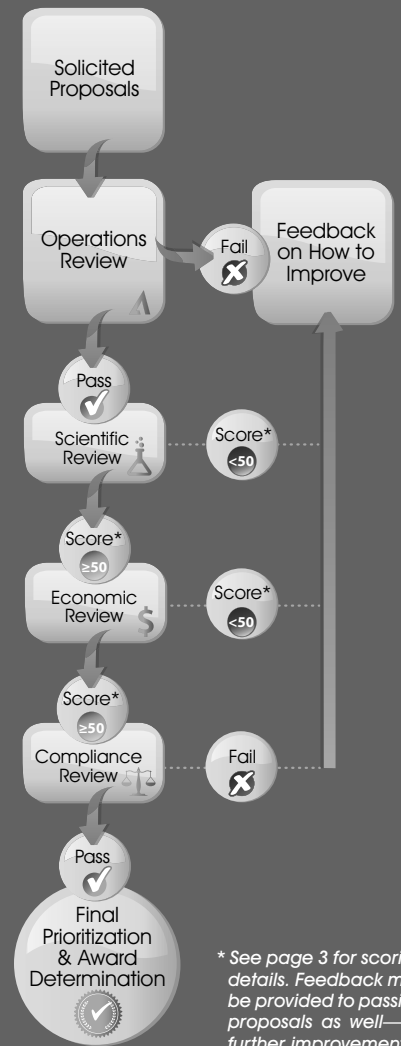 Solicited
Proposals
Operations
Review
Fail
Feedback
on How to
Improve
Pass
Scientific
Review
Score*
<50
Score*
≥50
Economic
Review
$
Score*
<50
Score*
≥50
Compliance
Review
Fail
Pass
Final
Prioritization
& Award
Determination
* See page 3 for
details. Feedback
be provided to
proposals as well—
further